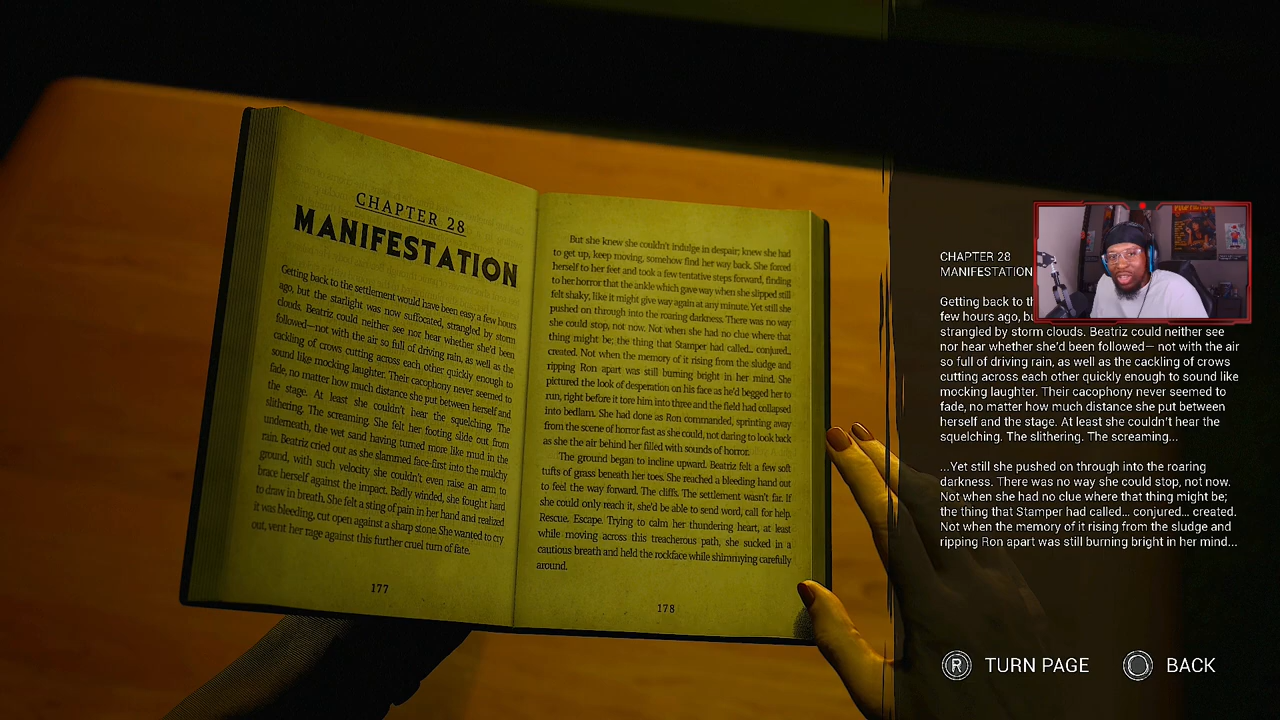 CHAPTER 28
MANIFESTATION
Getting back to the settlement would have been easy a few hours
ago, but the starlight was now suffocated, strangled by storm
clouds. Beatriz could neither see nor hear whether she'd been
followed—not with the air so full of driving rain, as well as the
cackling of crows cutting across each other quickly enough to
sound like mocking laughter. Their cacophony never seemed to
fade, no matter how much distance she put between herself and
the stage. At least she couldn't hear the squelching. The
slithering. The screaming. She felt her footing slide out from
underneath, the wet sand having turned more like mud in the
rain. Beatriz cried out as she slammed face-first into the mulchy
ground, with such velocity she couldn't even raise an arm to
brace herself against the impact. Badly winded, she fought hard
to draw in breath. She felt a sting of pain in her hand and realized
it was bleeding, cut open against a sharp stone. She wanted to cry
out, vent her rage against this further cruel turn of fate.
177
But she knew she couldn't indulge in despair; knew she had
to get up, keep moving, somehow find her way back. She forced
herself to her feet and took a few tentative steps forward, finding
to her horror that the ankle which gave way when she slipped still
felt shaky, like it might give way again at any minute. Yet still she
pushed on through into the roaring darkness. There was no way
she could stop, not now. Not when she had no clue where that
thing might be; the thing that Stamper had called... conjured...
created. Not when the memory of it rising from the sludge and
ripping Ron apart was still burning bright in her mind. She
pictured the look of desperation on his face as he'd begged her to
run, right before it tore him into three and the field had collapsed
into bedlam. She had done as Ron commanded, sprinting away
from the scene of horror fast as she could, not daring to look back
as she the air behind her filled with sounds of horror.
The ground began to incline upward. Beatriz felt a few soft
tufts of grass beneath her toes. She reached a bleeding hand out
to feel the way forward. The cliffs. The settlement wasn't far. If
she could only reach it, she'd be able to send word, call for help.
Rescue. Escape. Trying to calm her thundering heart, at least
while moving across this treacherous path, she sucked in a
cautious breath and held the rockface while shimmying carefully
around.
178
CHAPTER 28
MANIFESTATION
Getting back to
few hours ago,
strangled by storm clouds. Beatriz could neither see
nor hear whether she'd been followed— not with the air
so full of driving rain, as well as the cackling of crows
cutting across each other quickly enough to sound like
mocking laughter. Their cacophony never seemed to
fade, no matter how much distance she put between
herself and the stage. At least she couldn't hear the
squelching. The slithering. The screaming...
...Yet still she pushed on through into the roaring
darkness. There was no way she could stop, not now.
Not when she had no clue where that thing might be;
the thing that Stamper had called... conjured... created.
Not when the memory of it rising from the sludge and
ripping Ron apart was still burning bright in her mind...
R TURN PAGE
BACK